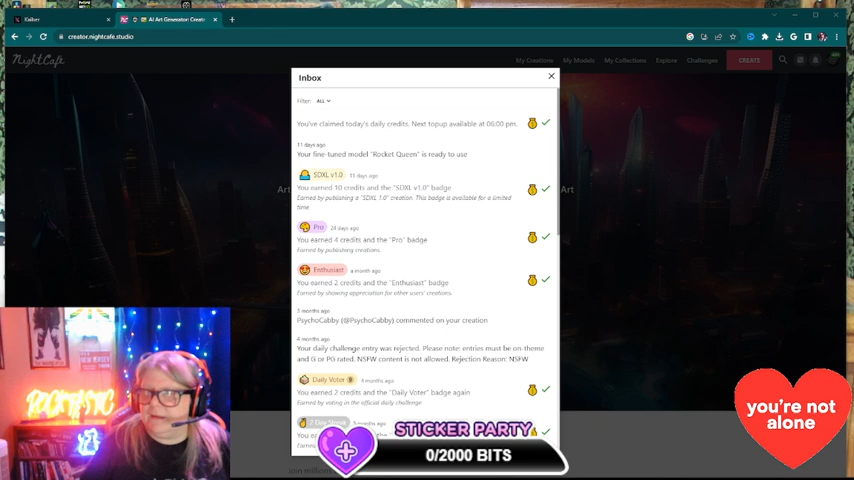 Kaiber
AI Art Generator: Creat
creator.nightcafe.studio
NightCafe
My Creations
My Models
My Collections
Explore
Challenges
CREATE
Inbox
Filter: ALL
You've claimed today's daily credits. Next topup available at 06:00 pm.
11 days ago
Your fine-tuned model "Rocket Queen" is ready to use
SDXL v1.0 11 days ago
You earned 10 credits and the "SDXL v1.0" badge
Earned by publishing a "SDXL 1.0" creation. This badge is available for a limited
time
Pro 24 days ago
You earned 4 credits and the "Pro" badge
Earned by publishing creations.
Enthusiast a month ago
You earned 2 credits and the "Enthusiast" badge
Earned by showing appreciation for other users' creations.
3 months ago
PsychoCabby (@PsychoCabby) commented on your creation
4 months ago
Your daily challenge entry was rejected. Please note: entries must be on-theme
and G or PG rated. NSFW content is not allowed. Rejection Reason: NSFW
Daily Voter 4 months ago
You earned 2 credits and the "Daily Voter" badge again
Earned by voting in the official daily challenge
Art
Art
STICKER PARTY
0/2000 BITS
you're not
alone